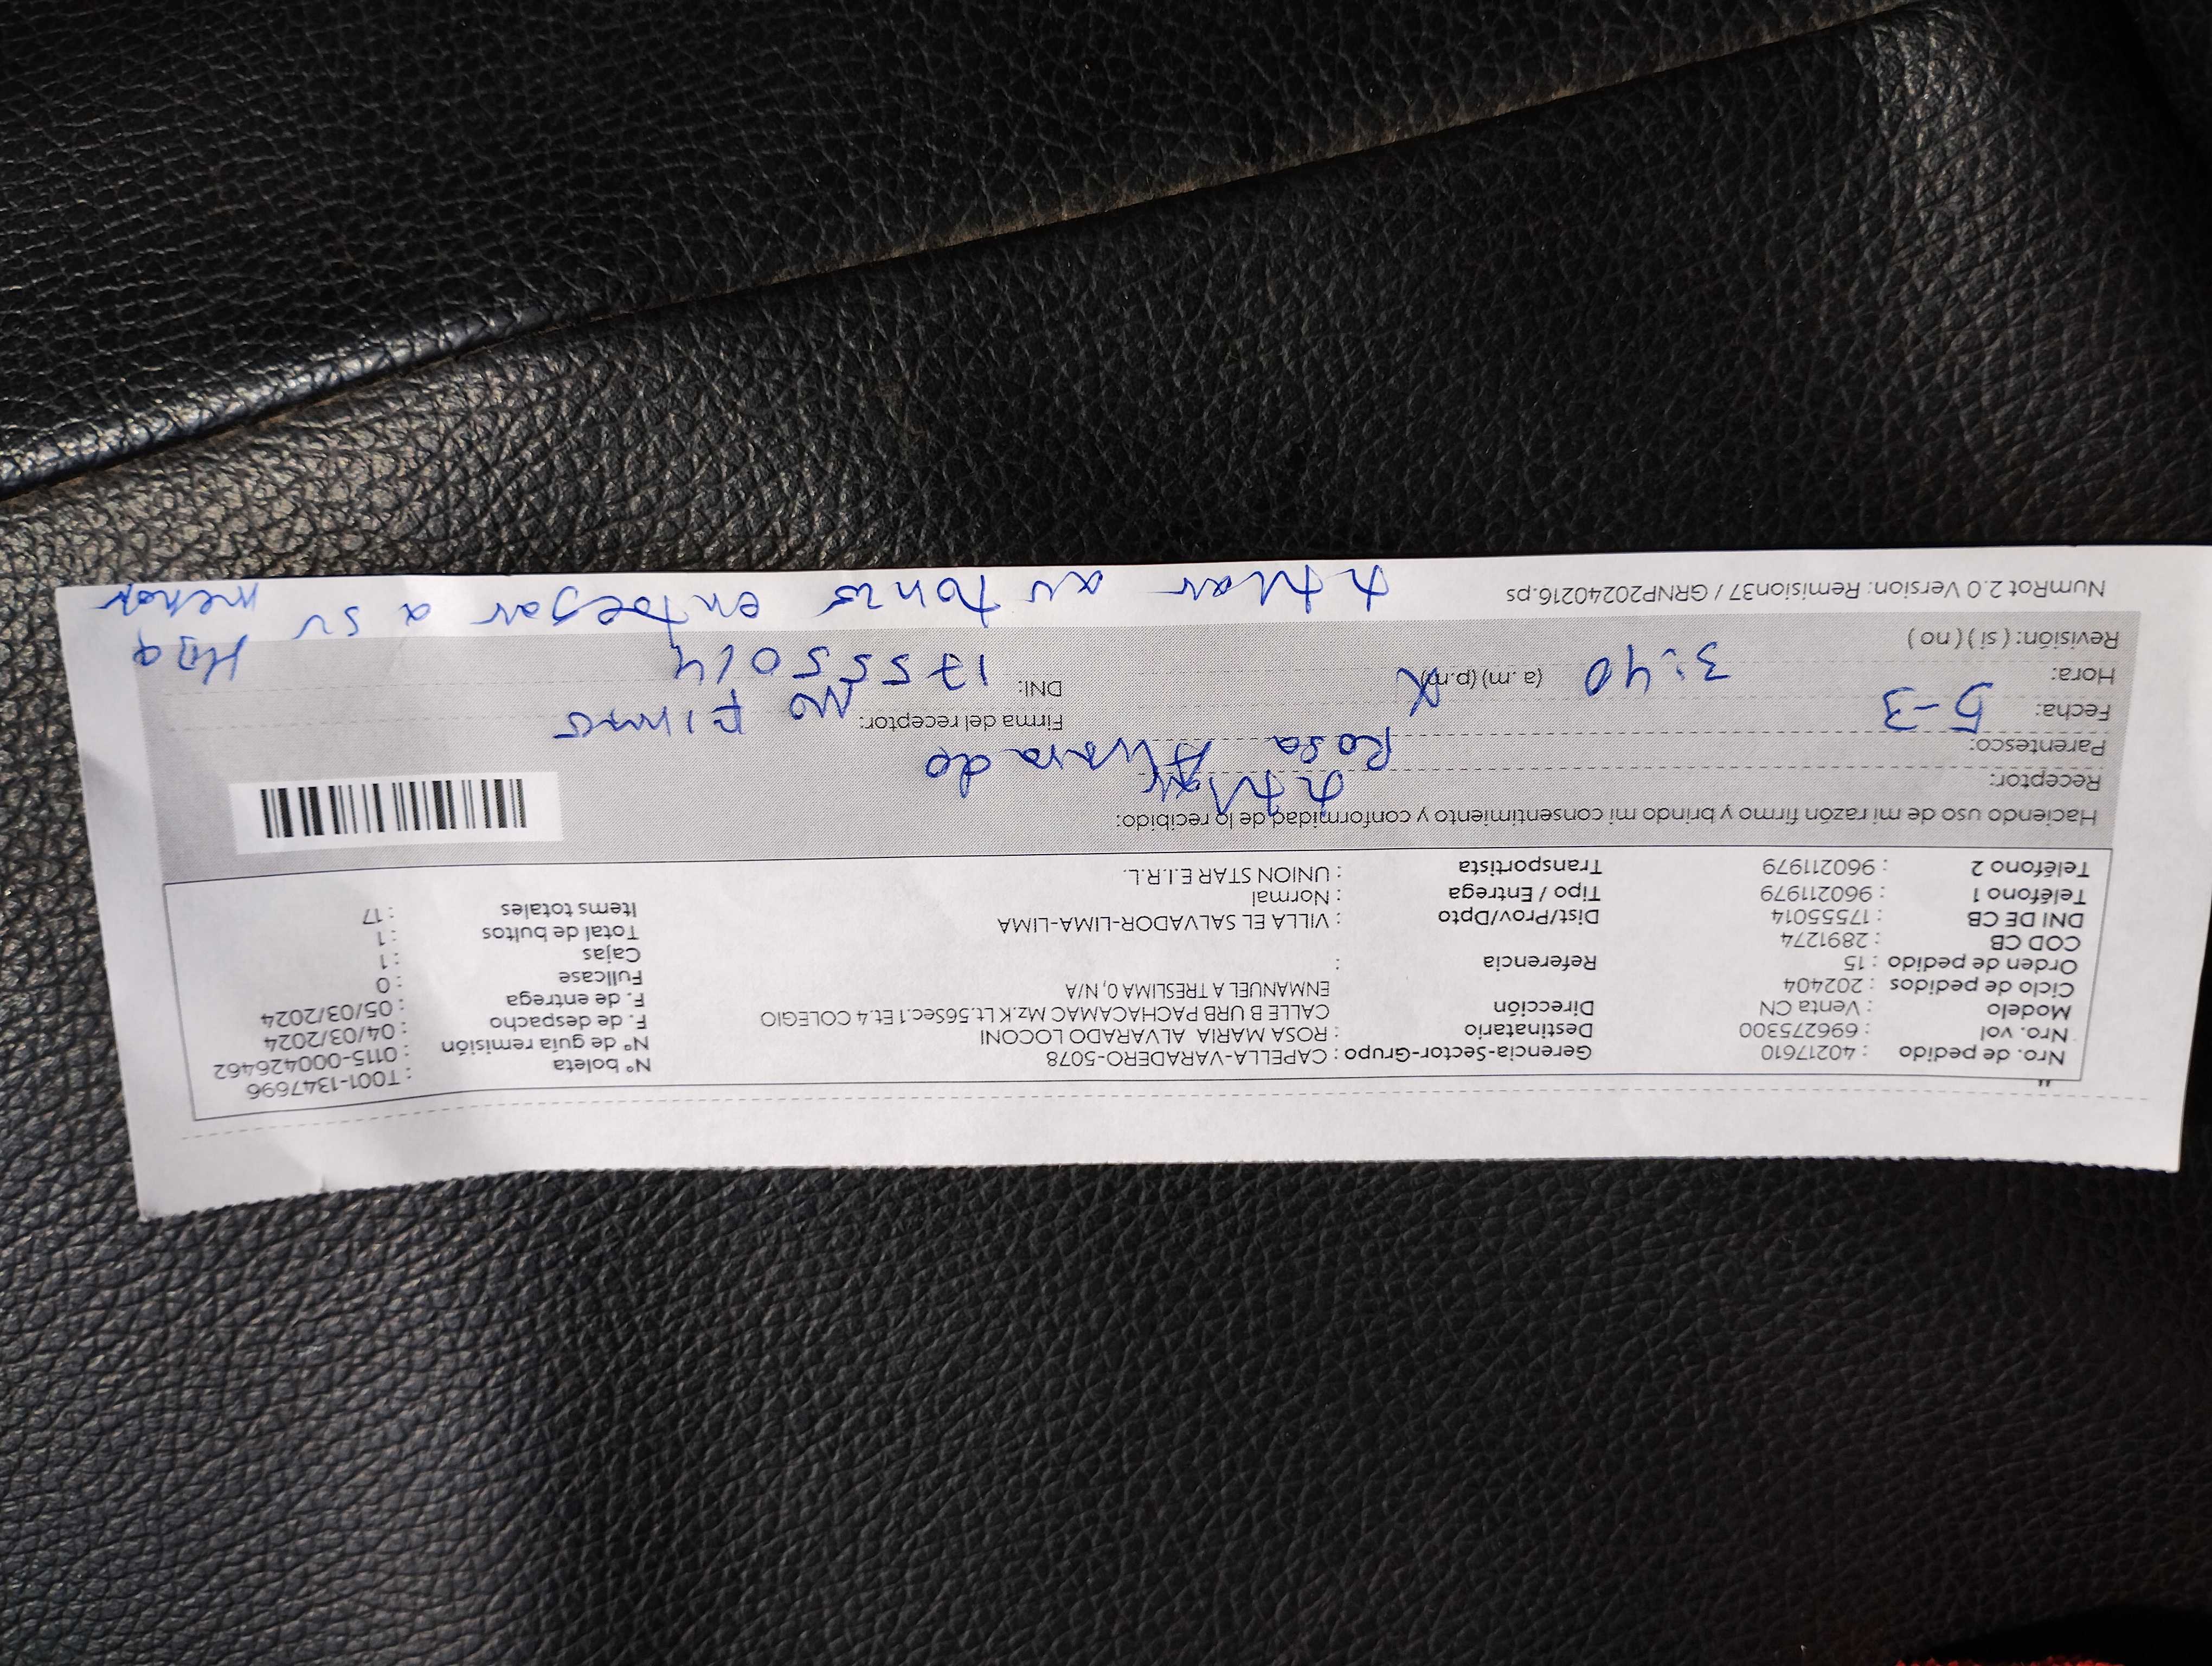 Nro. de pedido : 40217610 Gerencia-Sector-Grupo : CAPELLA-VARADERO-5078 N° boleta : T001-1347696
Nro. vol : 696275300 Destinatario : ROSA MARIA ALVARADO LOCONI N° de guía remisión : 0115-000426462
Modelo : Venta CN Dirección CALLE B URB PACHACAMAC Mz.K Lt.56Sec.1 Et.4 COLEGIO F. de despacho : 04/03/2024
Ciclo de pedidos : 202404 ENMANUEL A TRESLIMA 0, N/A F. de entrega : 05/03/2024
Orden de pedido : 15 Referencia : Fullcase : 0
COD CB : 2891274 Cajas : 1
DNI DE CB : 17555014 Dist/Prov/Dpto : VILLA EL SALVADOR-LIMA-LIMA Total de bultos : 1
Teléfono 1 : 960211979 Tipo / Entrega : Normal Items totales : 17
Teléfono 2 : 960211979 Transportista : UNION STAR E.I.R.L.
Haciendo uso de mi razón firmo y brindo mi consentimiento y conformidad de lo recibido:
Receptor:
Parentesco: Rosa Alvarado
Fecha: 5-3 Firma del receptor: No Firmo
Hora: 3:40 (a.m) (p.m) X DNI: 17555014
Revisión: ( si ) ( no )
NumRot 2.0 Version: Remision37 / GRNP20240216.ps
a su menor